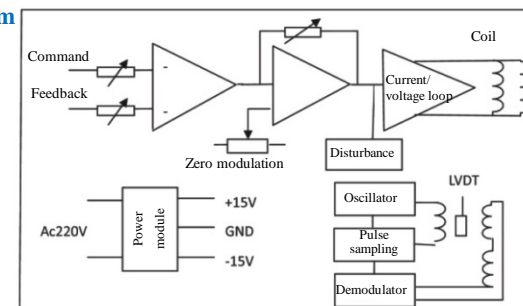 m
Command
Feedback
-
-
Zero modulation
Disturbance
Current/
voltage loop
Coil
Ac220V
Power
module
+15V
GND
-15V
Oscillator
Pulse
sampling
Demodulator
LVDT